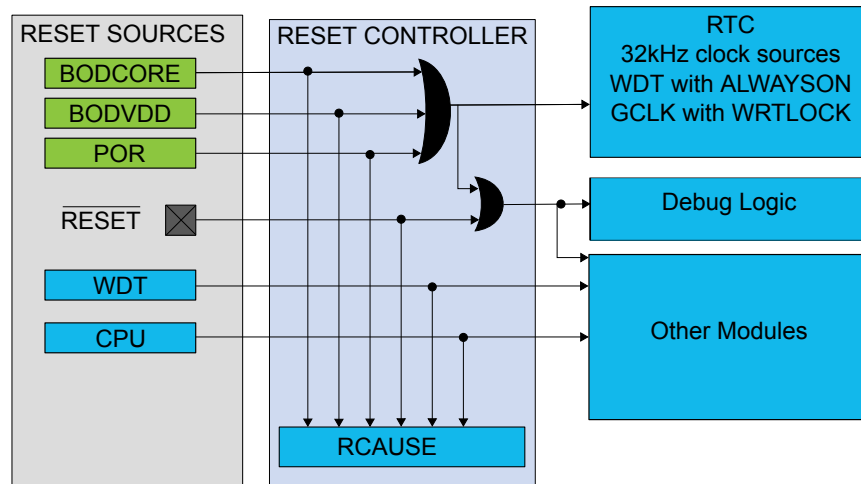 RESET SOURCES
BODCORE
BODVDD
POR
RESET
WDT
CPU
RESET CONTROLLER
RCAUSE
RTC
32kHz clock sources
WDT with ALWAYSON
GCLK with WRTLOCK
Debug Logic
Other Modules